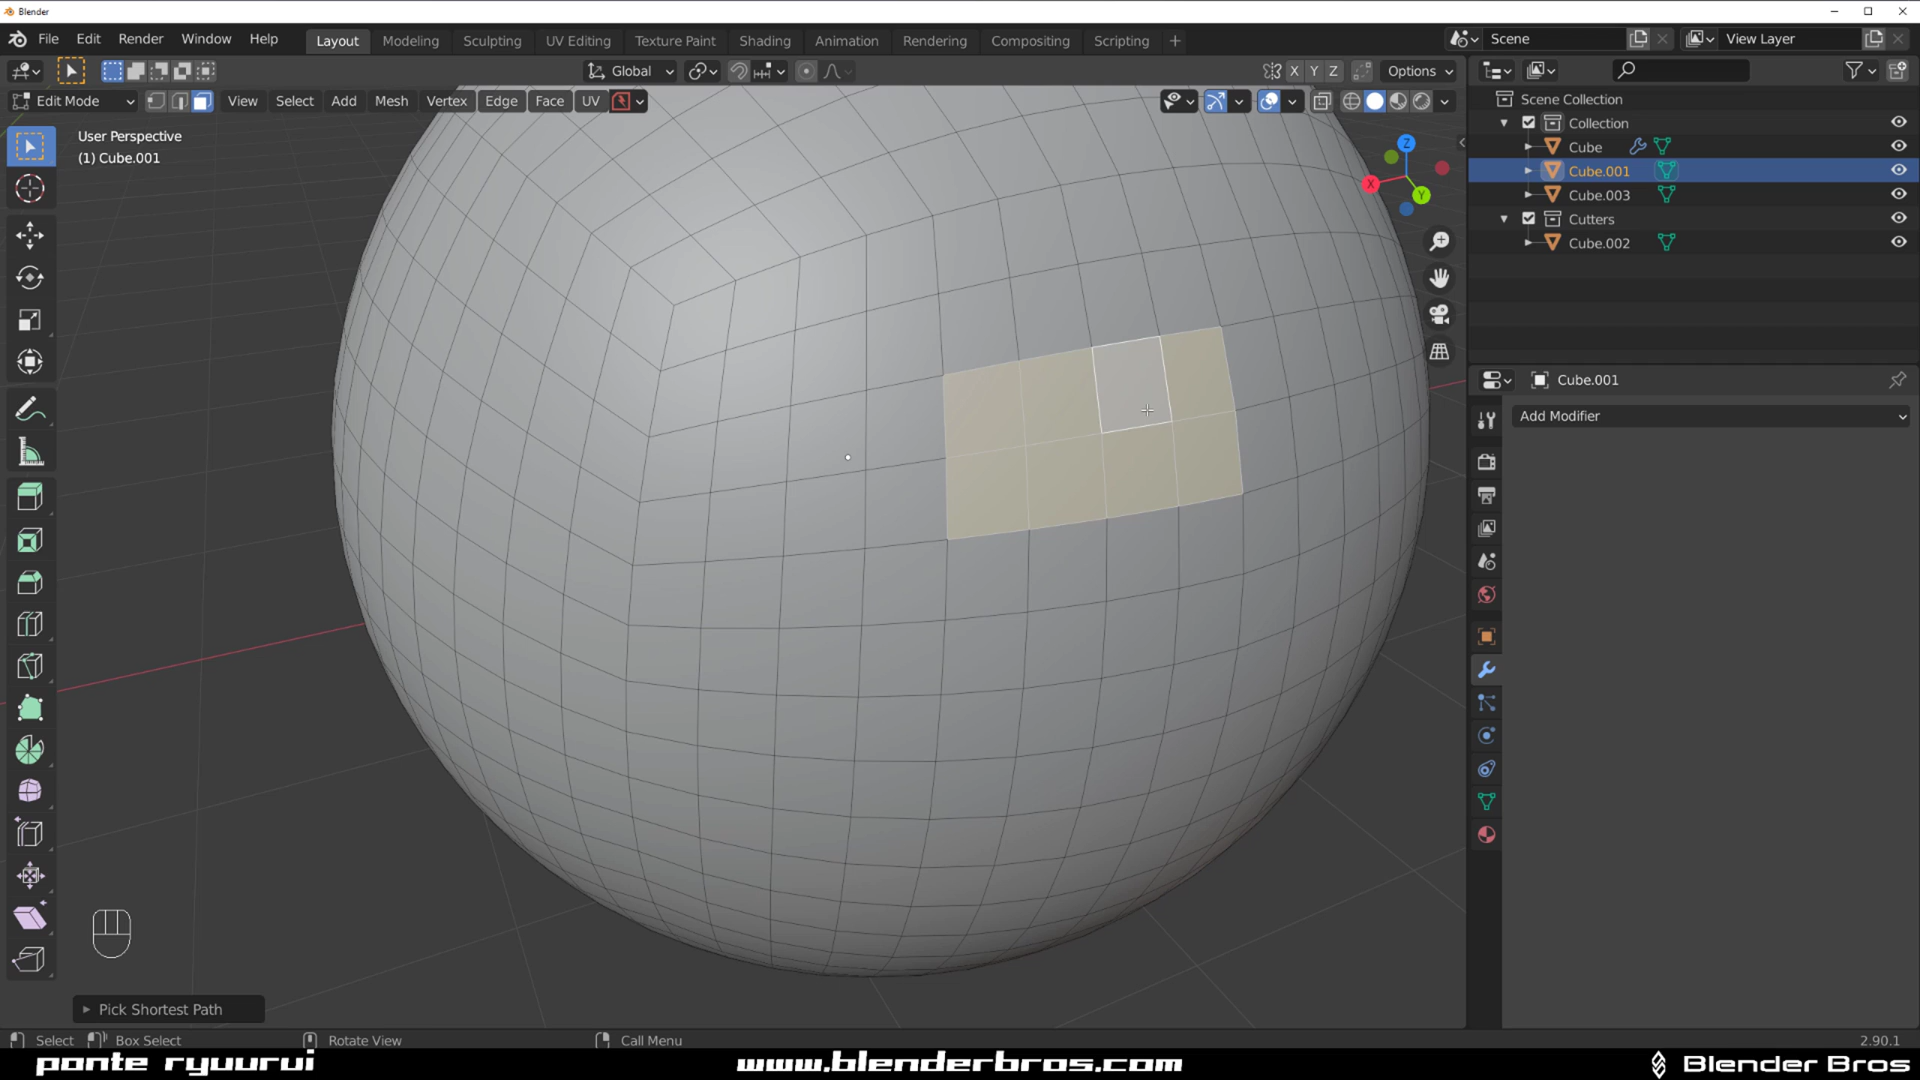 Blender
File Edit Render Window Help Layout Modeling Sculpting UV Editing Texture Paint Shading Animation Rendering Compositing Scripting + Scene View Layer
Global X Y Z Options
Edit Mode View Select Add Mesh Vertex Edge Face UV
User Perspective
(1) Cube.001
Z
X
Y
Scene Collection
Collection
Cube
Cube.001
Cube.003
Cutters
Cube.002
Cube.001
Add Modifier
Pick Shortest Path
Select Box Select Rotate View Call Menu 2.90.1
ponte ryuurui www.blenderbros.com Blender Bros